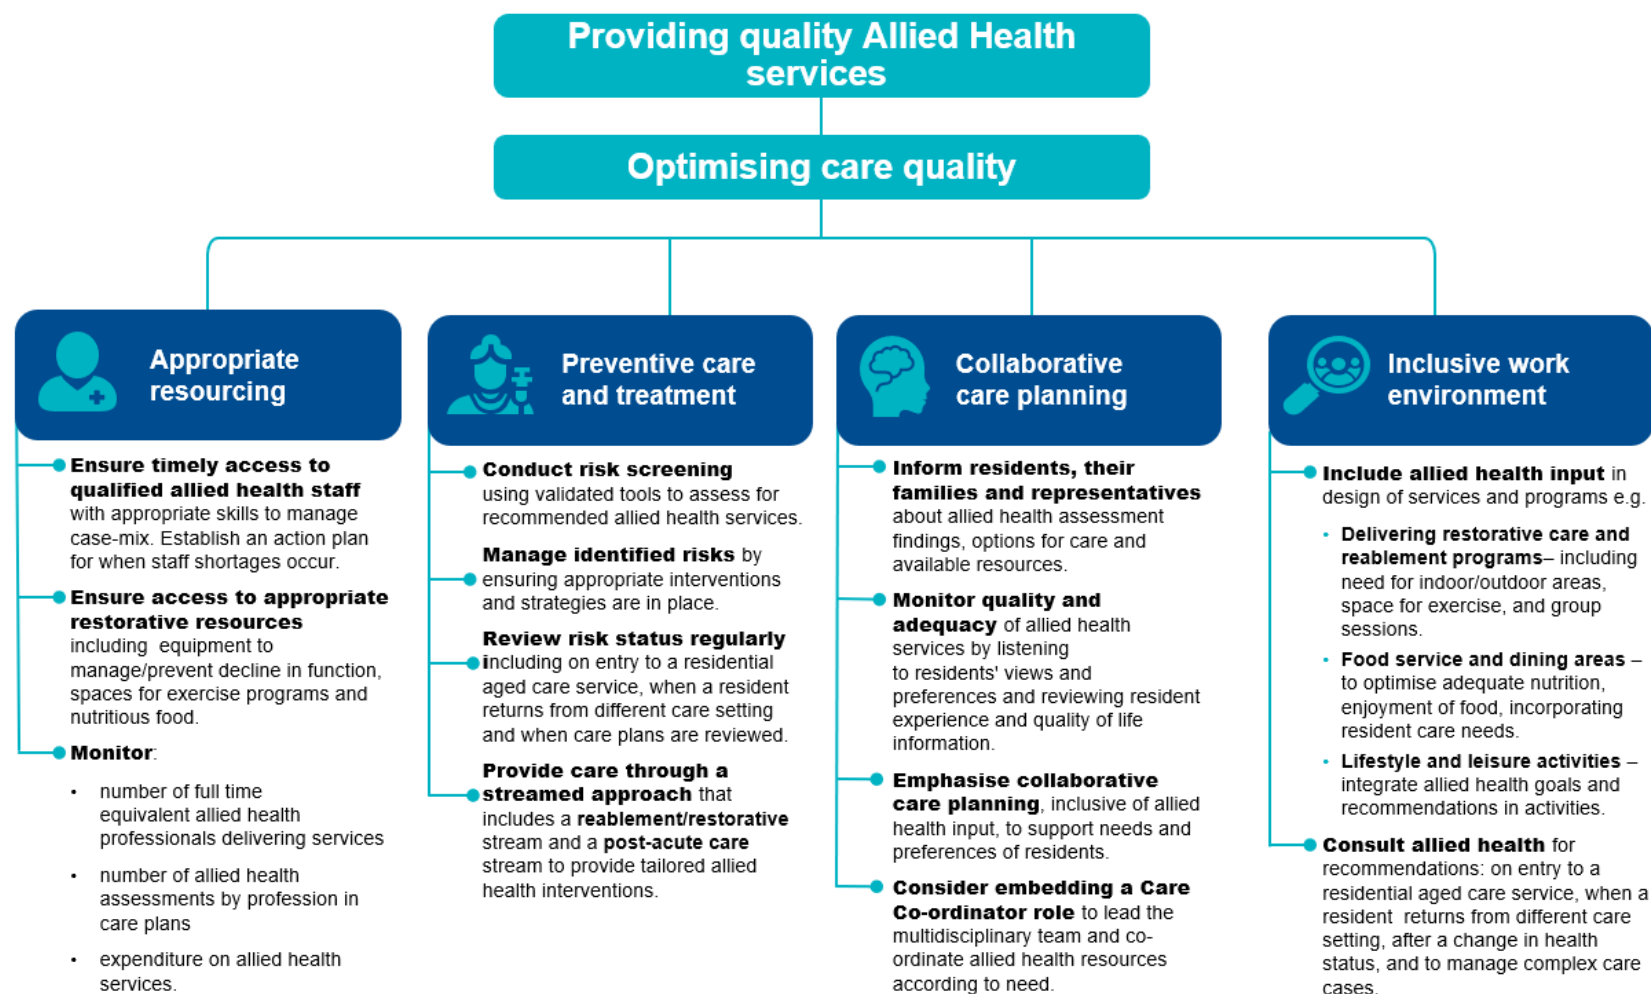 Providing quality Allied Health
services
Optimising care quality
Appropriate
resourcing
Ensure timely access to
qualified allied health staff
with appropriate skills to manage
case-mix. Establish an action plan
for when staff shortages occur.
Ensure access to appropriate
restorative resources
including equipment to
manage/prevent decline in function,
spaces for exercise programs and
nutritious food.
Monitor:
• number of full time
equivalent allied health
professionals delivering services
• number of allied health
assessments by profession in
care plans
• expenditure on allied health
services.
Preventive care
and treatment
Conduct risk screening
using validated tools to assess for
recommended allied health services.
Manage identified risks by
ensuring appropriate interventions
and strategies are in place.
Review risk status regularly
including on entry to a residential
aged care service, when a resident
returns from different care setting
and when care plans are reviewed.
Provide care through a
streamed approach that
includes a reablement/restorative
stream and a post-acute care
stream to provide tailored allied
health interventions.
Collaborative
care planning
Inform residents, their
families and representatives
about allied health assessment
findings, options for care and
available resources.
Monitor quality and
adequacy of allied health
services by listening
to residents' views and
preferences and reviewing resident
experience and quality of life
information.
Emphasise collaborative
care planning, inclusive of allied
health input, to support needs and
preferences of residents.
Consider embedding a Care
Co-ordinator role to lead the
multidisciplinary team and co-
ordinate allied health resources
according to need.
Inclusive work
environment
Include allied health input in
design of services and programs e.g.
• Delivering restorative care and
reablement programs– including
need for indoor/outdoor areas,
space for exercise, and group
sessions.
• Food service and dining areas –
to optimise adequate nutrition,
enjoyment of food, incorporating
resident care needs.
• Lifestyle and leisure activities –
integrate allied health goals and
recommendations in activities.
Consult allied health for
recommendations: on entry to a
residential aged care service, when a
resident returns from different care
setting, after a change in health
status, and to manage complex care
cases.